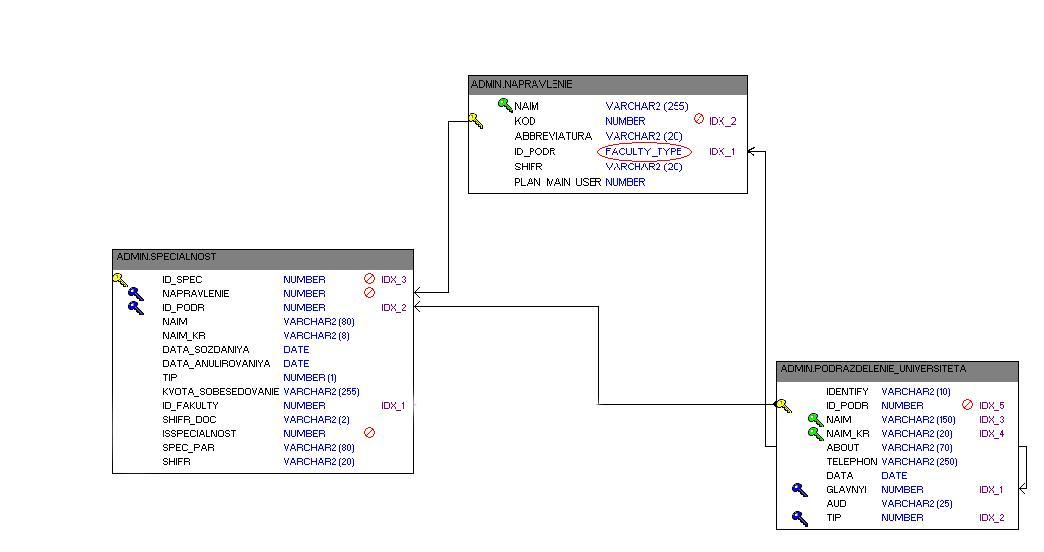 ADMIN.NAPRAVLENIE
NAIM VARCHAR2 (255)
KOD NUMBER IDX_2
ABBREVIATURA VARCHAR2 (20)
ID_PODR FACULTY_TYPE IDX_1
SHIFR VARCHAR2 (20)
PLAN_MAIN_USER NUMBER
ADMIN.SPECIALNOST
ID_SPEC NUMBER IDX_3
NAPRAVLENIE NUMBER
ID_PODR NUMBER IDX_2
NAIM VARCHAR2 (80)
NAIM_KR VARCHAR2 (8)
DATA_SOZDANIYA DATE
DATA_ANULIROVANIYA DATE
TIP NUMBER (1)
KVOTA_SOBESEDOVANIE VARCHAR2 (255)
ID_FAKULTY NUMBER IDX_1
SHIFR_DOC VARCHAR2 (2)
ISSPECIALNOST NUMBER
SPEC_PAR VARCHAR2 (80)
SHIFR VARCHAR2 (20)
ADMIN.PODRAZDELENIE_UNIVERSITETA
IDENTIFY VARCHAR2 (10)
ID_PODR NUMBER IDX_5
NAIM VARCHAR2 (150) IDX_3
NAIM_KR VARCHAR2 (20) IDX_4
ABOUT VARCHAR2 (70)
TELEPHON VARCHAR2 (250)
DATA DATE
GLAVNYI NUMBER IDX_1
AUD VARCHAR2 (25)
TIP NUMBER IDX_2